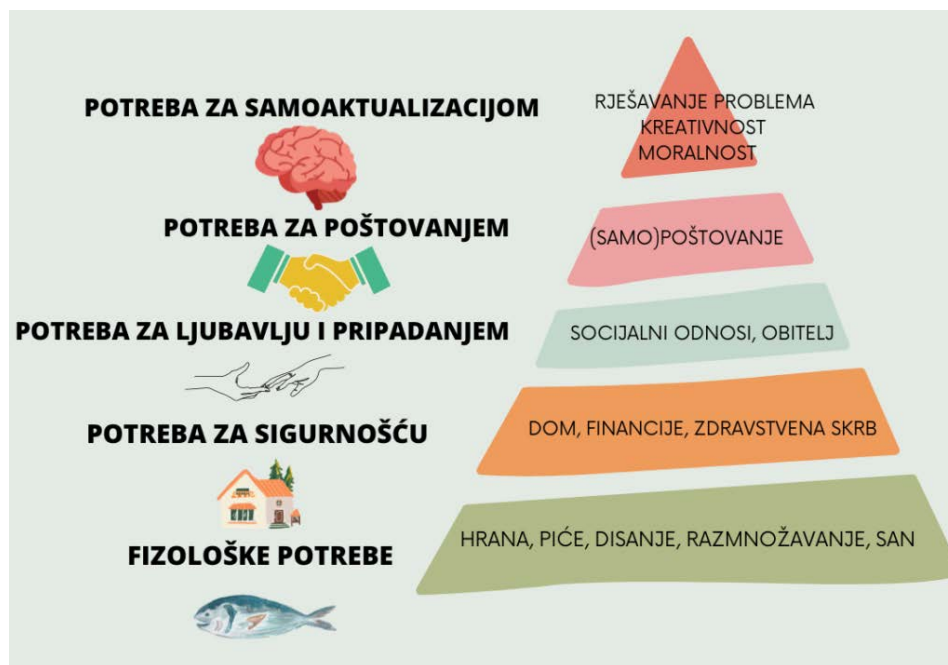 POTREBA ZA SAMOAKTUALIZACIJOM
RJEŠAVANJE PROBLEMA
KREATIVNOST
MORALNOST
POTREBA ZA POŠTOVANJEM
(SAMO)POŠTOVANJE
POTREBA ZA LJUBAVLJU I PRIPADANJEM
SOCIJALNI ODNOSI, OBITELJ
POTREBA ZA SIGURNOŠĆU
DOM, FINANCIJE, ZDRAVSTVENA SKRB
FIZOLOŠKE POTREBE
HRANA, PIĆE, DISANJE, RAZMNOŽAVANJE, SAN